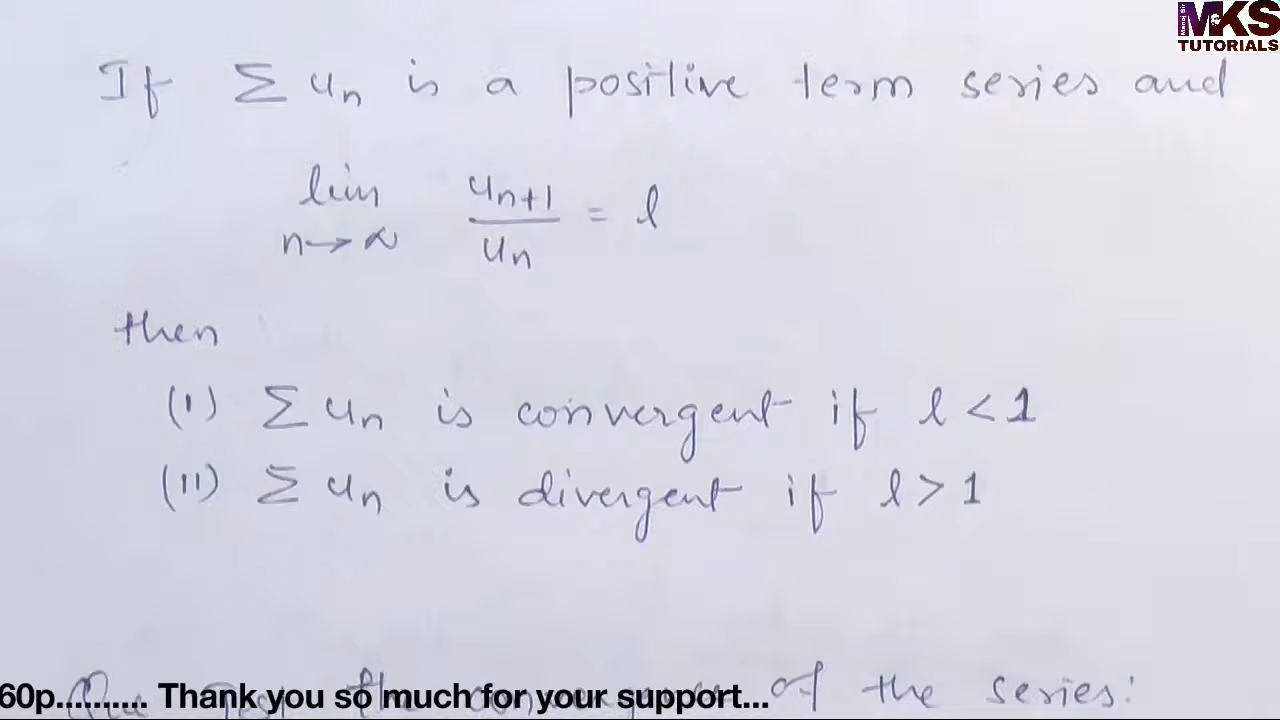 MKS
TUTORIALS
If Σ uₙ is a positive term series and
lim n→∞ uₙ₊₁/uₙ = l
then
(I) Σ uₙ is convergent if l < 1
(II) Σ uₙ is divergent if l > 1
of the series:
60p.......... Thank you so much for your support...